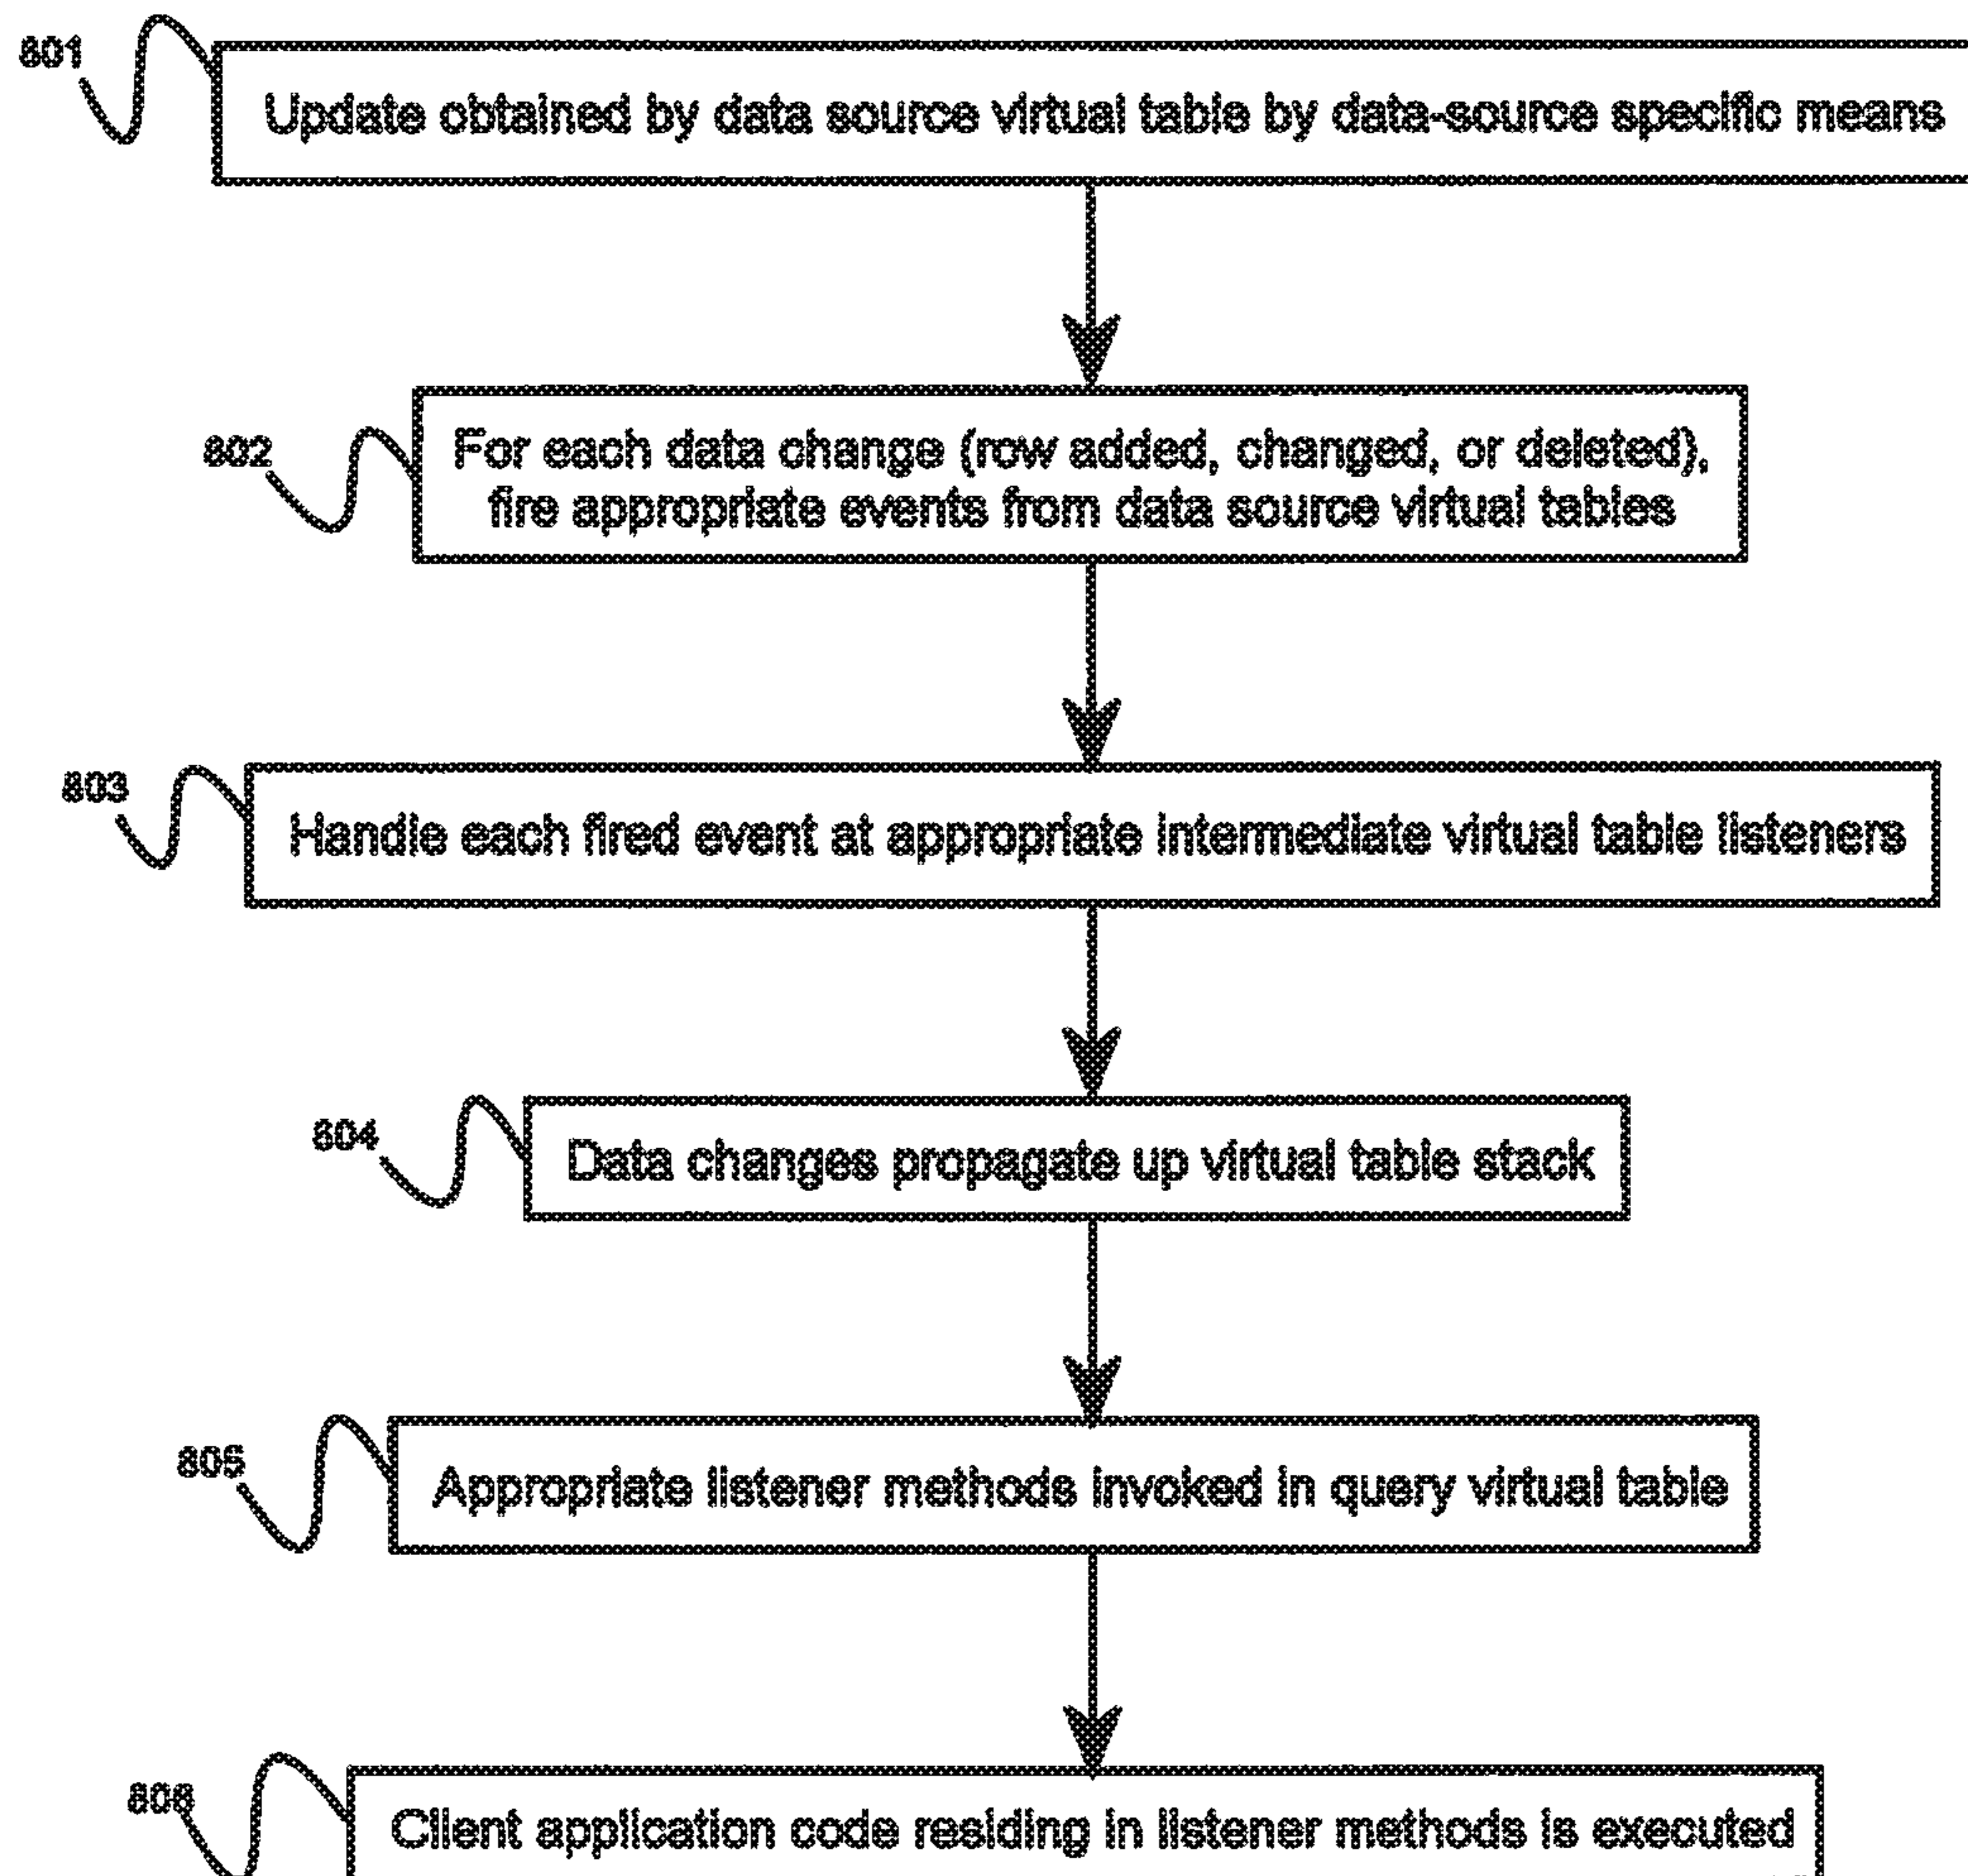 801
Update obtained by data source virtual table by data-source specific means
802
For each data change (row added, changed, or deleted),
fire appropriate events from data source virtual tables
803
Handle each fired event at appropriate intermediate virtual table listeners
804
Data changes propagate up virtual table stack
805
Appropriate listener methods invoked in query virtual table
806
Client application code residing in listener methods is executed